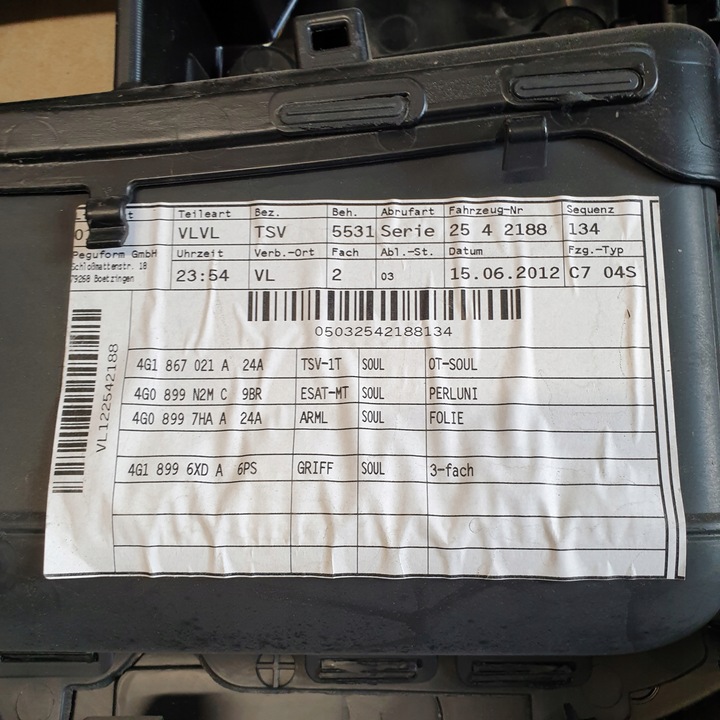 Teileart Bez. Beh. Abrufart Fahrzeug-Nr Sequenz
VLVL TSV 5531 Serie 25 4 2188 134
Peguform GmbH
Schloßmattenstr. 18
79268 Boetzingen
Uhrzeit Verb.-Ort Fach Abl.-St. Datum Fzg.-Typ
23:54 VL 2 03 15.06.2012 C7 04S
05032542188134
VL122542188
4G1 867 021 A 24A TSV-1T SOUL OT-SOUL
4G0 899 N2M C 9BR ESAT-MT SOUL PERLUNI
4G0 899 7HA A 24A ARML SOUL FOLIE
4G1 899 6XD A 6PS GRIFF SOUL 3-fach